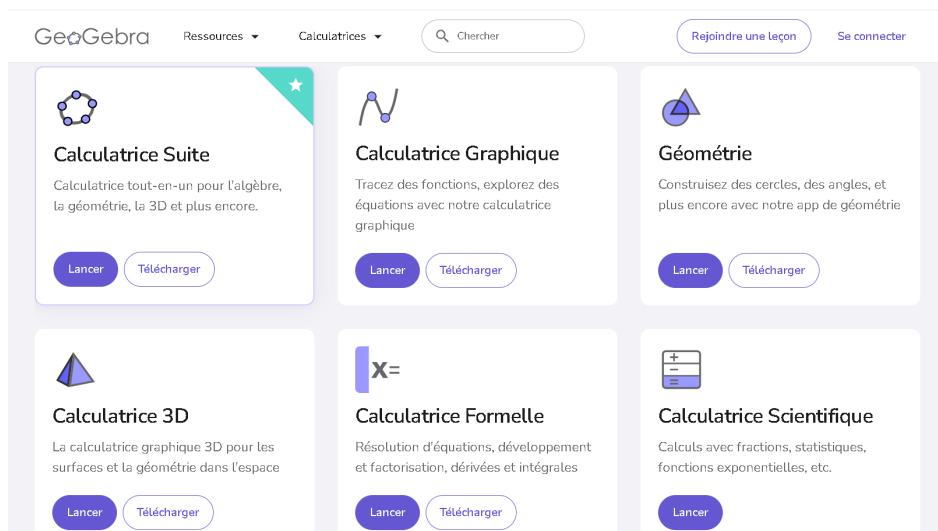 GeoGebra Ressources Calculatrices Chercher Rejoindre une leçon Se connecter
Calculatrice Suite
Calculatrice tout-en-un pour l'algèbre,
la géométrie, la 3D et plus encore.
Lancer Télécharger
Calculatrice Graphique
Tracez des fonctions, explorez des
équations avec notre calculatrice
graphique
Lancer Télécharger
Géométrie
Construisez des cercles, des angles, et
plus encore avec notre app de géométrie
Lancer Télécharger
Calculatrice 3D
La calculatrice graphique 3D pour les
surfaces et la géométrie dans l'espace
Lancer Télécharger
x=
Calculatrice Formelle
Résolution d'équations, développement
et factorisation, dérivées et intégrales
Lancer Télécharger
+
−
=
Calculatrice Scientifique
Calculs avec fractions, statistiques,
fonctions exponentielles, etc.
Lancer